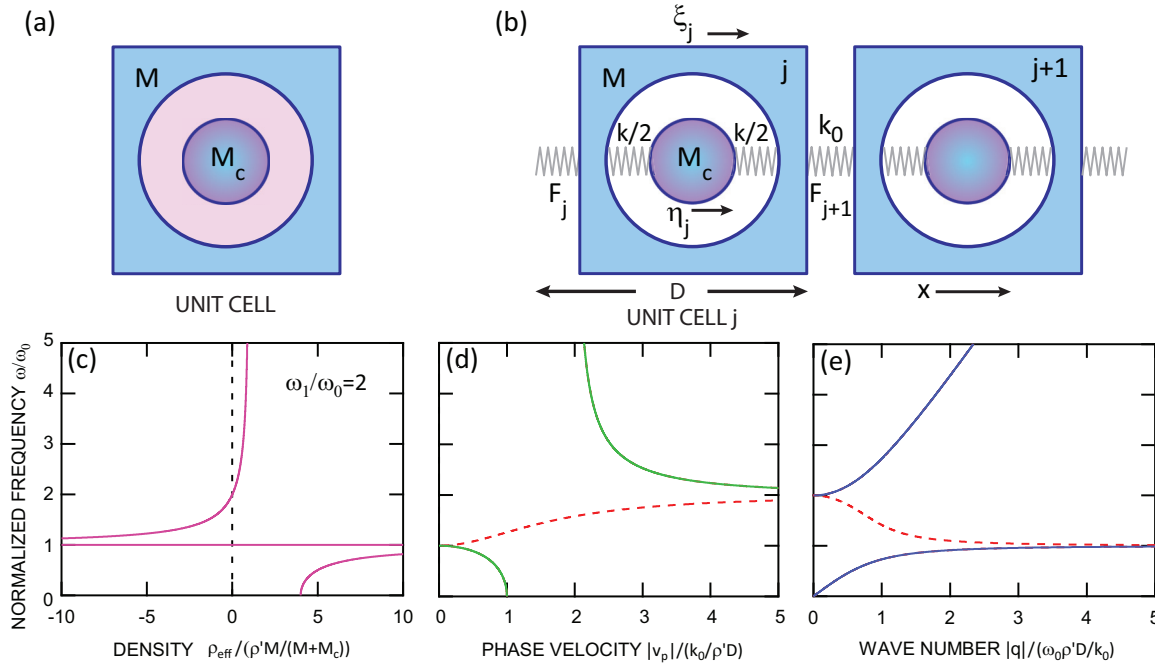 (a)
M
M_c
UNIT CELL
(b)
ξ_j
M
j
j+1
k/2
k/2
k_0
M_c
F_j
η_j
F_{j+1}
D
x
UNIT CELL j
NORMALIZED FREQUENCY ω/ω_0
5
4
3
2
1
0
(c)
ω_1/ω_0=2
-10
-5
0
5
10
DENSITY ρ_eff/(ρ'M/(M+M_c))
(d)
0
1
2
3
4
5
PHASE VELOCITY |v_p|/(k_0/ρ'D)
(e)
0
1
2
3
4
5
WAVE NUMBER |q|/(ω_0ρ'D/k_0)